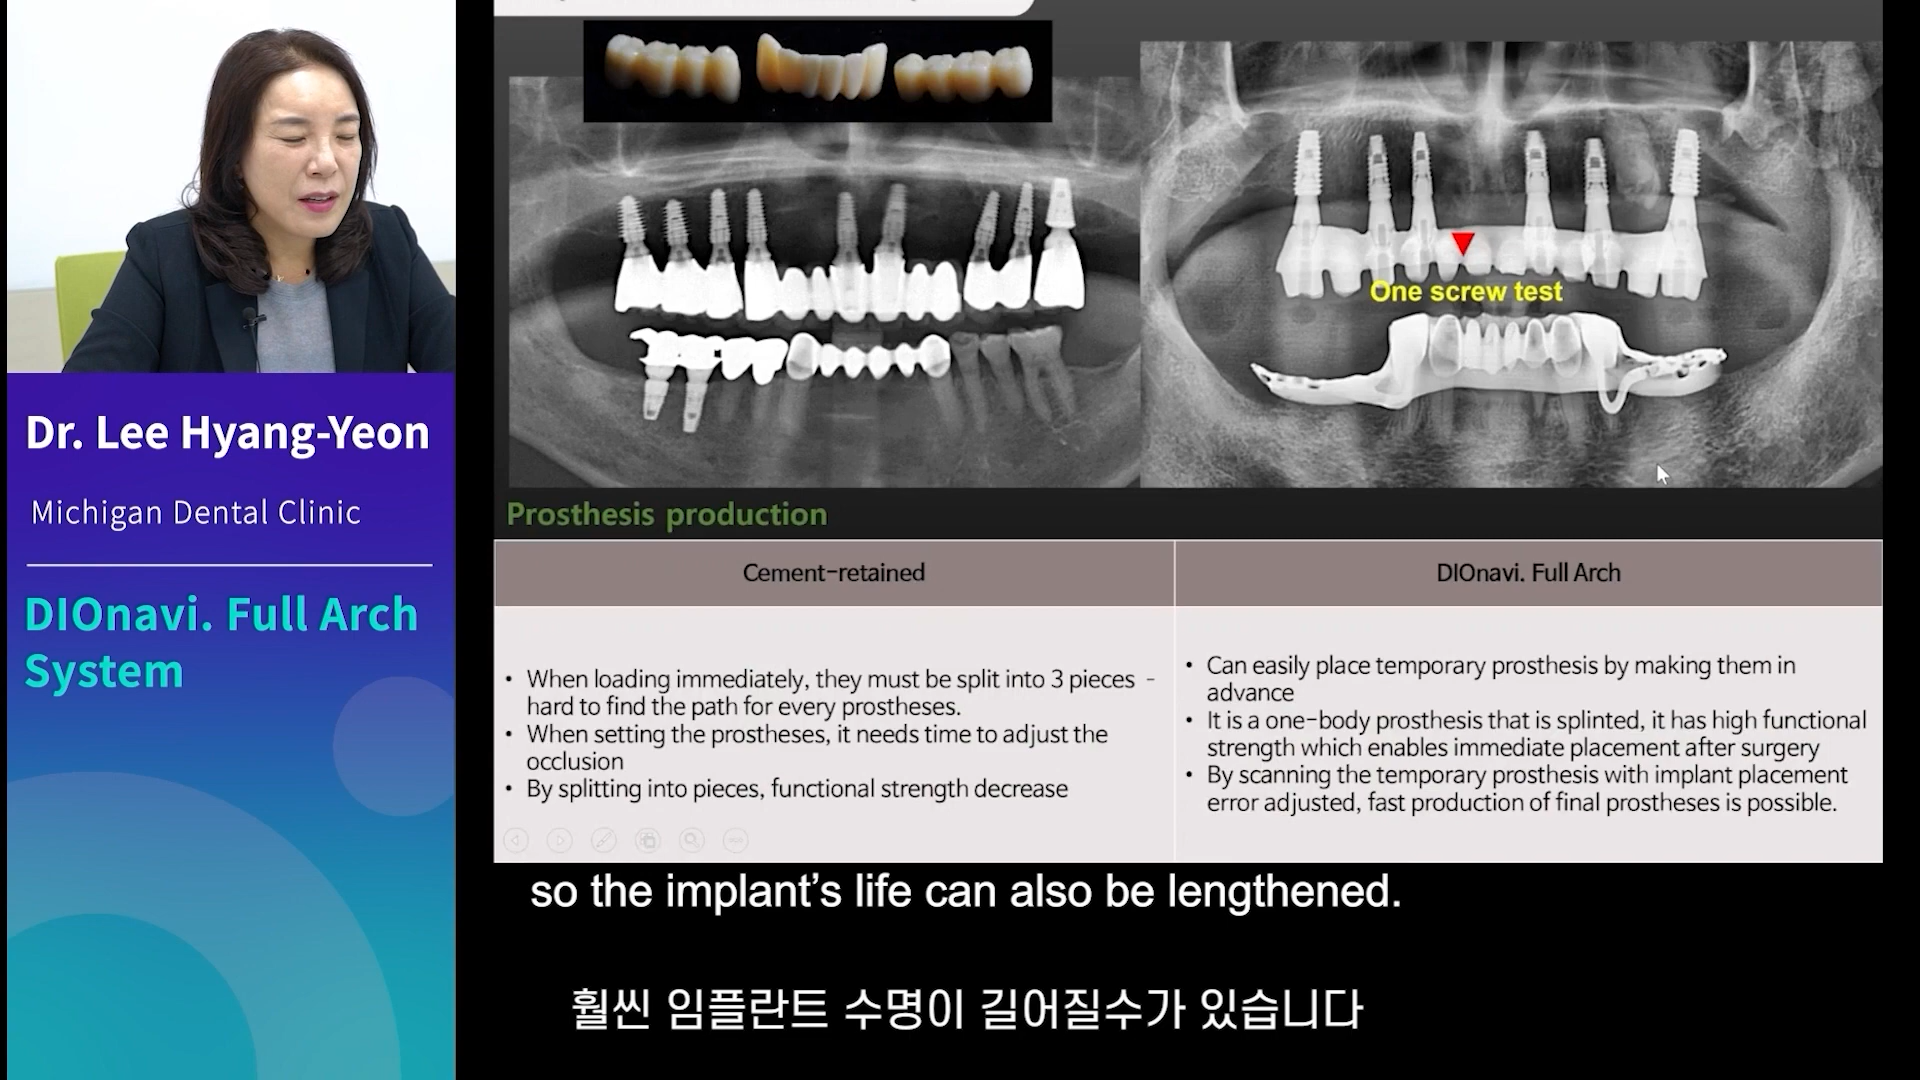 Dr. Lee Hyang-Yeon
Michigan Dental Clinic
DIOnavi. Full Arch
System
One screw test
Prosthesis production
Cement-retained
DIOnavi. Full Arch
• When loading immediately, they must be split into 3 pieces -
hard to find the path for every prostheses.
• When setting the prostheses, it needs time to adjust the
occlusion
• By splitting into pieces, functional strength decrease
• Can easily place temporary prosthesis by making them in
advance
• It is a one-body prosthesis that is splinted, it has high functional
strength which enables immediate placement after surgery
• By scanning the temporary prosthesis with implant placement
error adjusted, fast production of final prostheses is possible.
so the implant’s life can also be lengthened.
훨씬 임플란트 수명이 길어질수가 있습니다